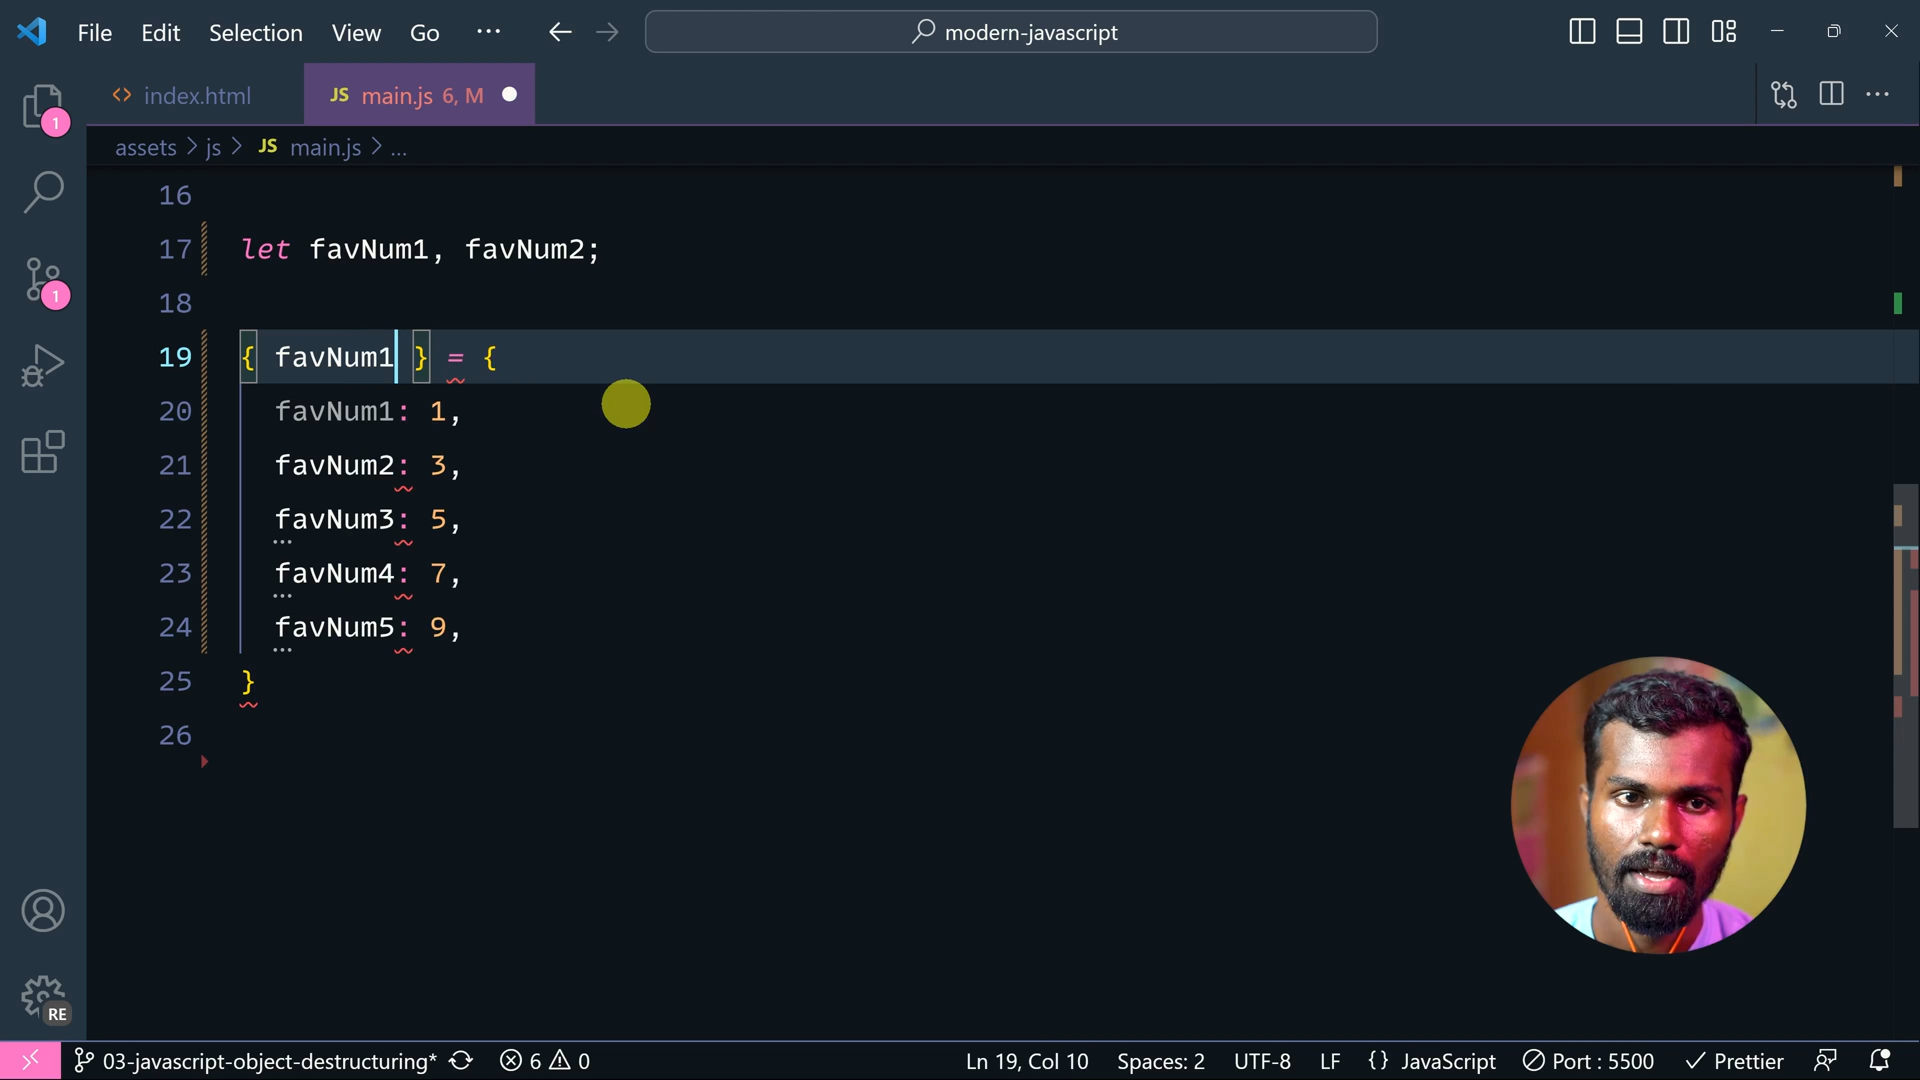 File Edit Selection View Go ··· modern-javascript
index.html JS main.js 6, M
assets > js > JS main.js > ...
16
17 let favNum1, favNum2;
18
19 { favNum1 } = {
20 favNum1: 1,
21 favNum2: 3,
22 favNum3: 5,
23 favNum4: 7,
24 favNum5: 9,
25 }
26
1
1
RE
03-javascript-object-destructuring* 6 0 Ln 19, Col 10 Spaces: 2 UTF-8 LF {} JavaScript Port : 5500 Prettier